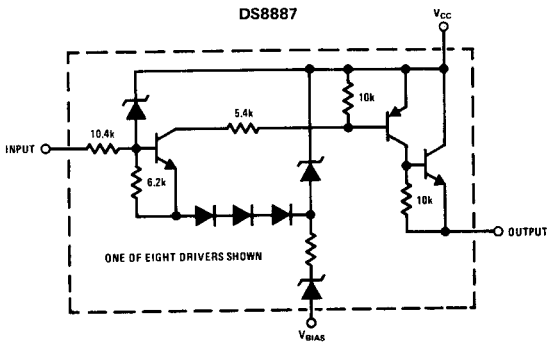 DS8887
VCC
10k
5.4k
10.4k
INPUT
6.2k
10k
OUTPUT
ONE OF EIGHT DRIVERS SHOWN
VBIAS